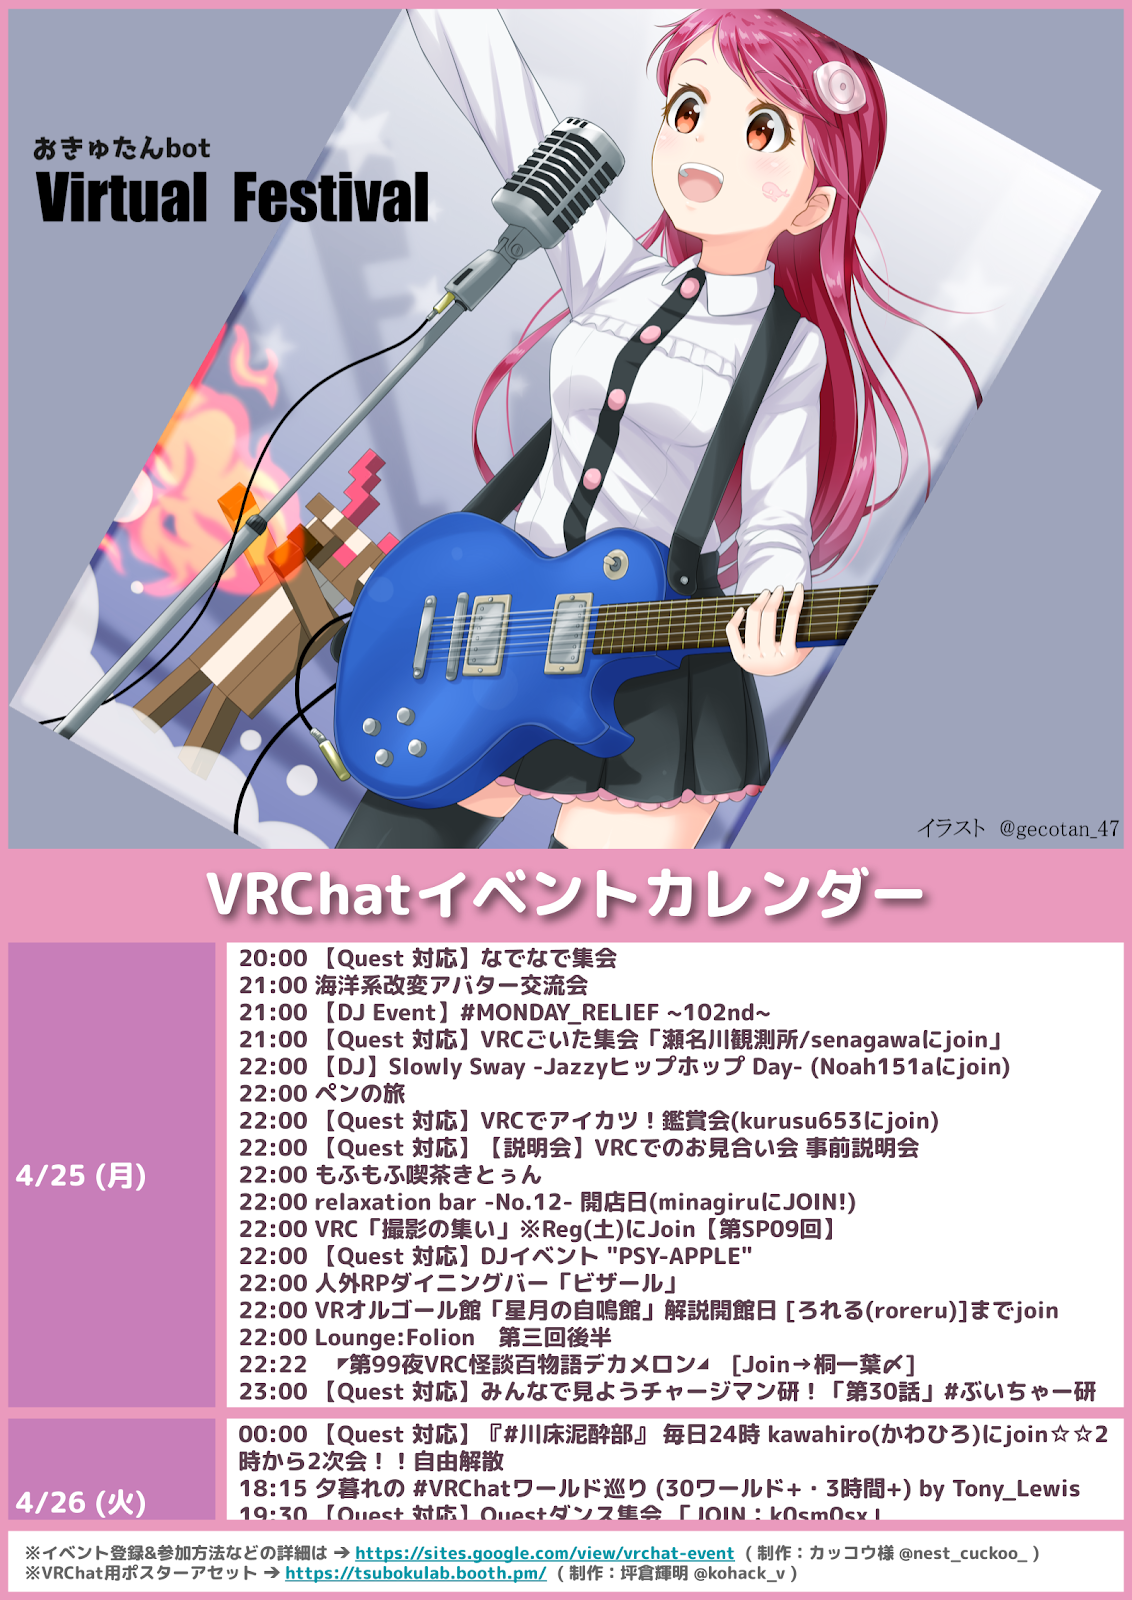 おきゅたんbot
Virtual Festival
イラスト @gecotan_47
VRChatイベントカレンダー
4/25 (月)
20:00 【Quest 対応】なでなで集会
21:00 海洋系改変アバター交流会
21:00 【DJ Event】#MONDAY_RELIEF ~102nd~
21:00 【Quest 対応】VRCごいた集会「瀬名川観測所/senagawaにjoin」
22:00 【DJ】Slowly Sway -Jazzyヒップホップ Day- (Noah151aにjoin)
22:00 ペンの旅
22:00 【Quest 対応】VRCでアイカツ！鑑賞会(kurusu653にjoin)
22:00 【Quest 対応】【説明会】VRCでのお見合い会 事前説明会
22:00 もふもふ喫茶きとぅん
22:00 relaxation bar -No.12- 開店日(minagiruにJOIN!)
22:00 VRC「撮影の集い」※Reg(土)にJoin【第SP09回】
22:00 【Quest 対応】DJイベント "PSY-APPLE"
22:00 人外RPダイニングバー「ビザール」
22:00 VRオルゴール館「星月の自鳴館」解説開館日 [ろれる(roreru)]までjoin
22:00 Lounge:Folion　第三回後半
22:22 ◤第99夜VRC怪談百物語デカメロン◢　[Join→桐一葉〆]
23:00 【Quest 対応】みんなで見ようチャージマン研！「第30話」#ぶいちゃー研
4/26 (火)
00:00 【Quest 対応】『#川床泥酔部』 毎日24時 kawahiro(かわひろ)にjoin☆☆2
時から2次会！！自由解散
18:15 夕暮れの #VRChatワールド巡り (30ワールド+・3時間+) by Tony_Lewis
19:30 【Quest 対応】Questダンス集会 「JOIN：k0sm0sx」
※イベント登録&参加方法などの詳細は → https://sites.google.com/view/vrchat-event ( 制作：カッコウ様 @nest_cuckoo_ )
※VRChat用ポスターアセット → https://tsubokulab.booth.pm/ ( 制作：坪倉輝明 @kohack_v )